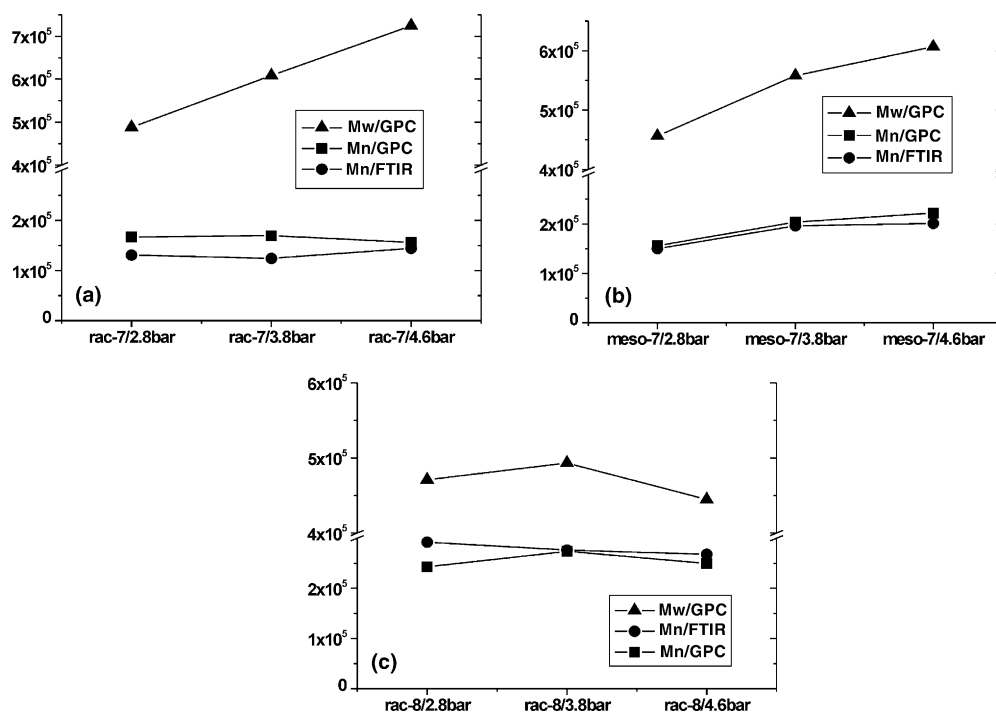 7x10⁵
6x10⁵
5x10⁵
4x10⁵
2x10⁵
1x10⁵
0
Mw/GPC
Mn/GPC
Mn/FTIR
(a)
rac-7/2.8bar rac-7/3.8bar rac-7/4.6bar
6x10⁵
5x10⁵
4x10⁵
2x10⁵
1x10⁵
0
Mw/GPC
Mn/GPC
Mn/FTIR
(b)
meso-7/2.8bar meso-7/3.8bar meso-7/4.6bar
6x10⁵
5x10⁵
4x10⁵
2x10⁵
1x10⁵
0
Mw/GPC
Mn/FTIR
Mn/GPC
(c)
rac-8/2.8bar rac-8/3.8bar rac-8/4.6bar